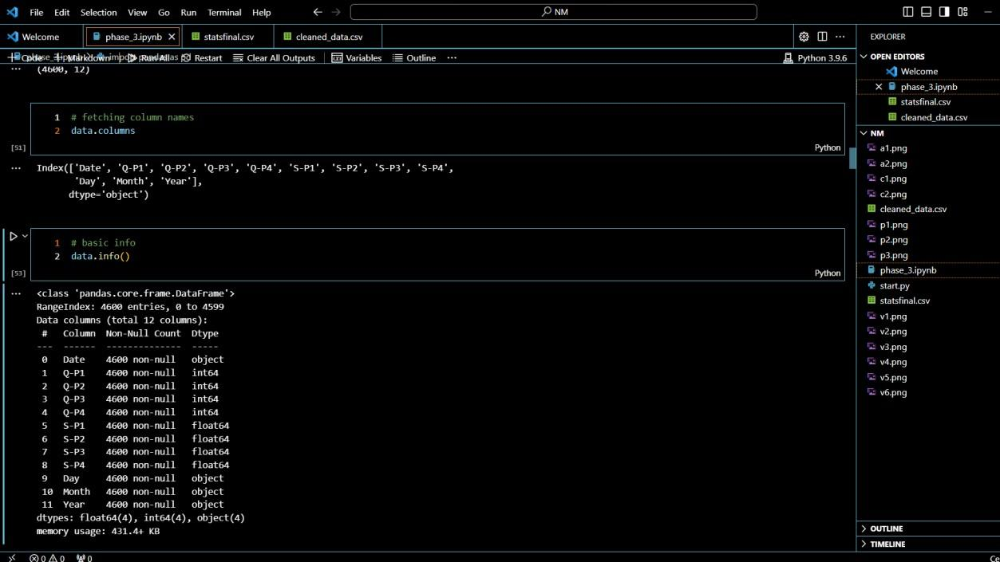 File Edit Selection View Go Run Terminal Help NM
Welcome phase_3.ipynb statsfinal.csv cleaned_data.csv
Code Markdown Run All Restart Clear All Outputs Variables Outline ··· Python 3.9.6
(4600, 12)
1 # fetching column names
2 data.columns
[51] Python
Index(['Date', 'Q-P1', 'Q-P2', 'Q-P3', 'Q-P4', 'S-P1', 'S-P2', 'S-P3', 'S-P4',
'Day', 'Month', 'Year'],
dtype='object')
1 # basic info
2 data.info()
[53] Python
<class 'pandas.core.frame.DataFrame'>
RangeIndex: 4600 entries, 0 to 4599
Data columns (total 12 columns):
# Column Non-Null Count Dtype
--- ------ -------------- -----
0 Date 4600 non-null object
1 Q-P1 4600 non-null int64
2 Q-P2 4600 non-null int64
3 Q-P3 4600 non-null int64
4 Q-P4 4600 non-null int64
5 S-P1 4600 non-null float64
6 S-P2 4600 non-null float64
7 S-P3 4600 non-null float64
8 S-P4 4600 non-null float64
9 Day 4600 non-null object
10 Month 4600 non-null object
11 Year 4600 non-null object
dtypes: float64(4), int64(4), object(4)
memory usage: 431.4+ KB
EXPLORER
OPEN EDITORS
Welcome
phase_3.ipynb
statsfinal.csv
cleaned_data.csv
NM
a1.png
a2.png
c1.png
c2.png
cleaned_data.csv
p1.png
p2.png
p3.png
phase_3.ipynb
start.py
statsfinal.csv
v1.png
v2.png
v3.png
v4.png
v5.png
v6.png
OUTLINE
TIMELINE
0 0 0